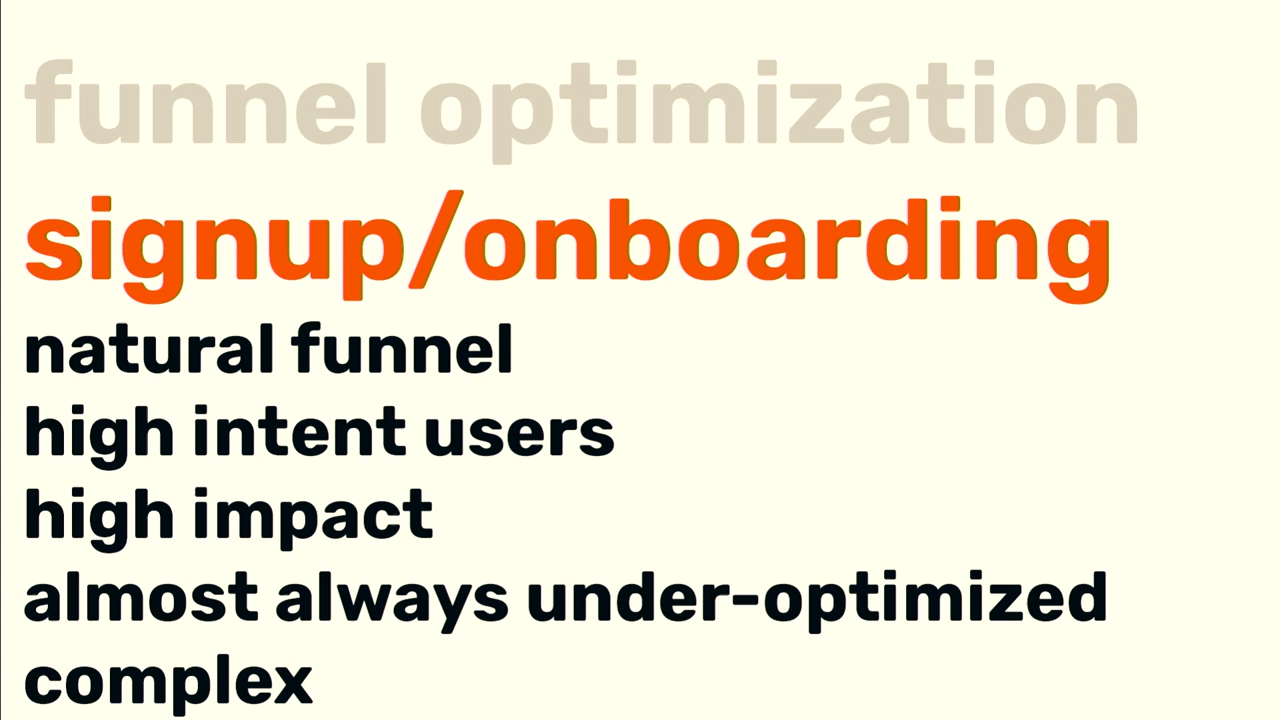 funnel optimization
signup/onboarding
natural funnel
high intent users
high impact
almost always under-optimized
complex